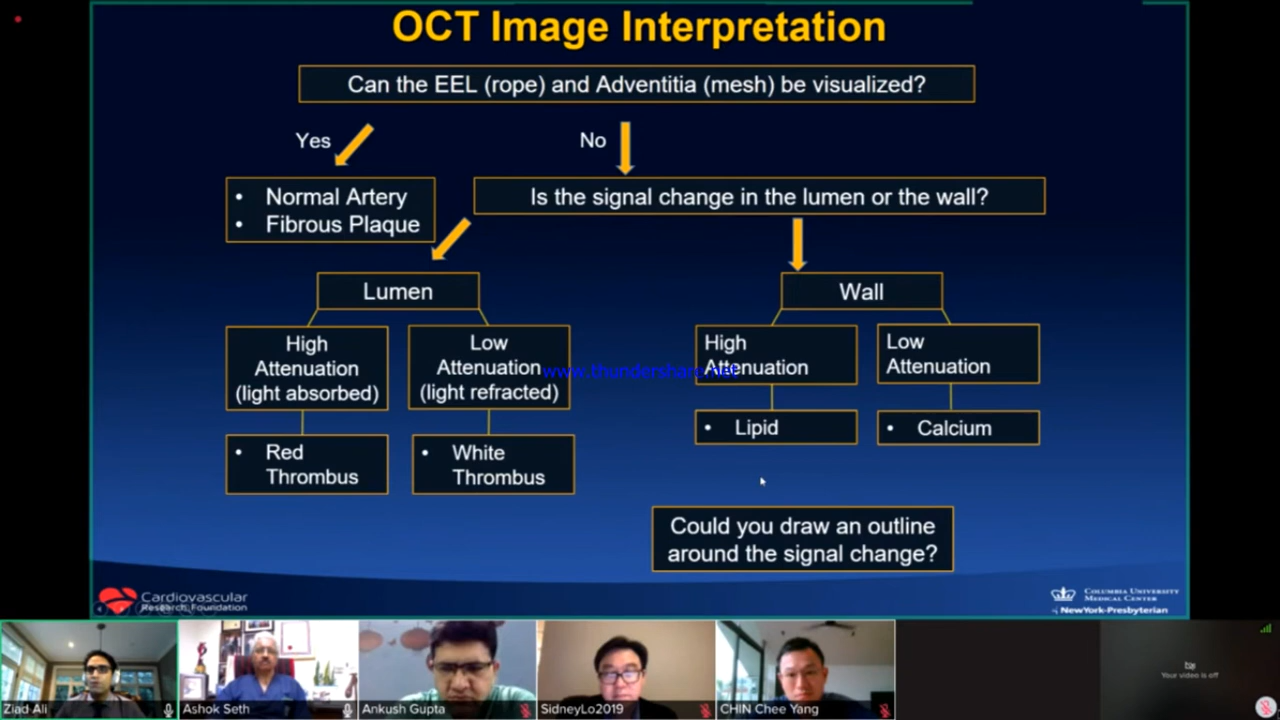 OCT Image Interpretation
Can the EEL (rope) and Adventitia (mesh) be visualized?
Yes
No
• Normal Artery
• Fibrous Plaque
Is the signal change in the lumen or the wall?
Lumen
Wall
High
Attenuation
(light absorbed)
Low
Attenuation
(light refracted)
High
Attenuation
Low
Attenuation
www.thundershare.net
• Red
Thrombus
• White
Thrombus
• Lipid
• Calcium
Could you draw an outline
around the signal change?
Cardiovascular
Research Foundation
COLUMBIA UNIVERSITY
MEDICAL CENTER
NewYork-Presbyterian
Ziad Ali
Ashok Seth
Ankush Gupta
SidneyLo2019
CHIN Chee Yang
Your video is off